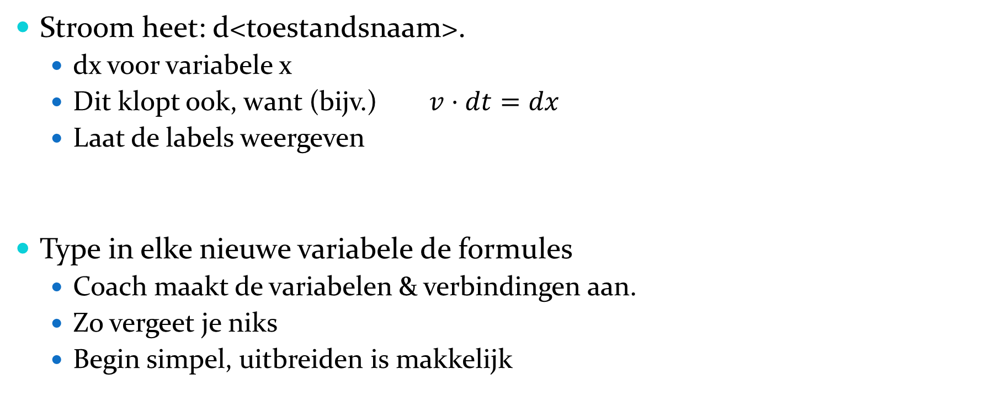 Stroom heet: d<toestandsnaam>.
dx voor variabele x
Dit klopt ook, want (bijv.) v · dt = dx
Laat de labels weergeven
Type in elke nieuwe variabele de formules
Coach maakt de variabelen & verbindingen aan.
Zo vergeet je niks
Begin simpel, uitbreiden is makkelijk